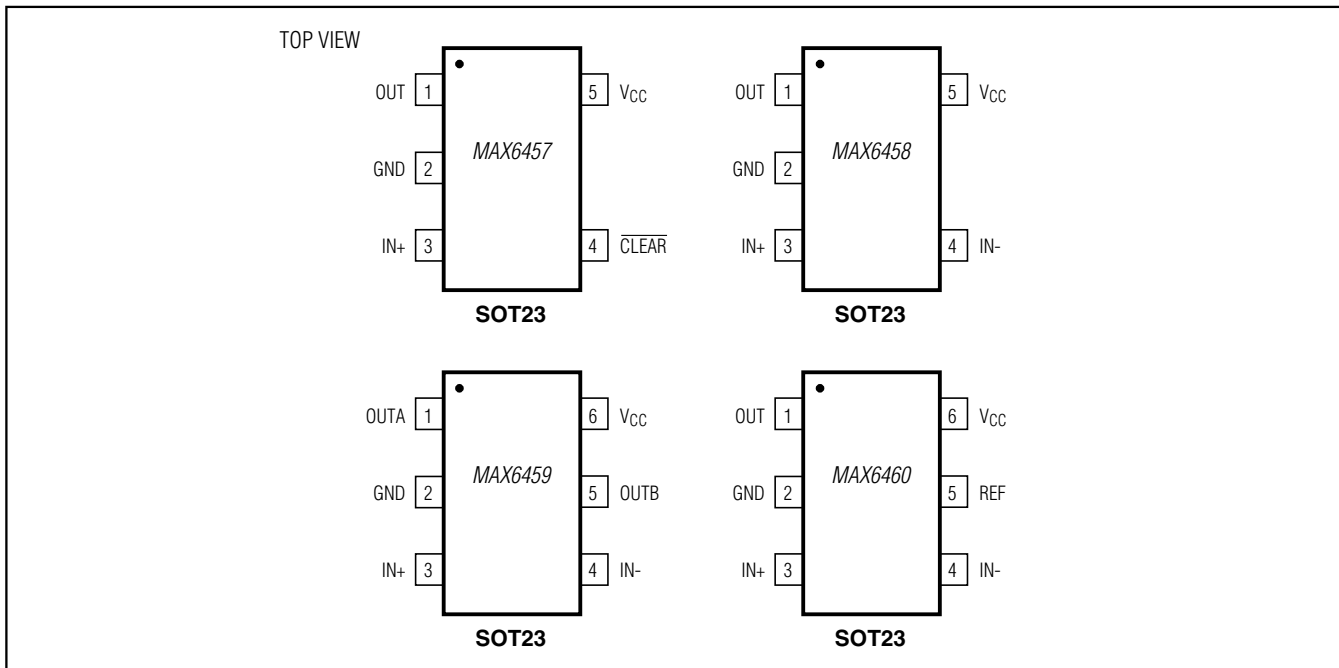 TOP VIEW
OUT 1 5 VCC
GND 2 MAX6457
IN+ 3 4 CLEAR
SOT23
OUT 1 5 VCC
GND 2 MAX6458
IN+ 3 4 IN-
SOT23
OUTA 1 6 VCC
GND 2 MAX6459 5 OUTB
IN+ 3 4 IN-
SOT23
OUT 1 6 VCC
GND 2 MAX6460 5 REF
IN+ 3 4 IN-
SOT23